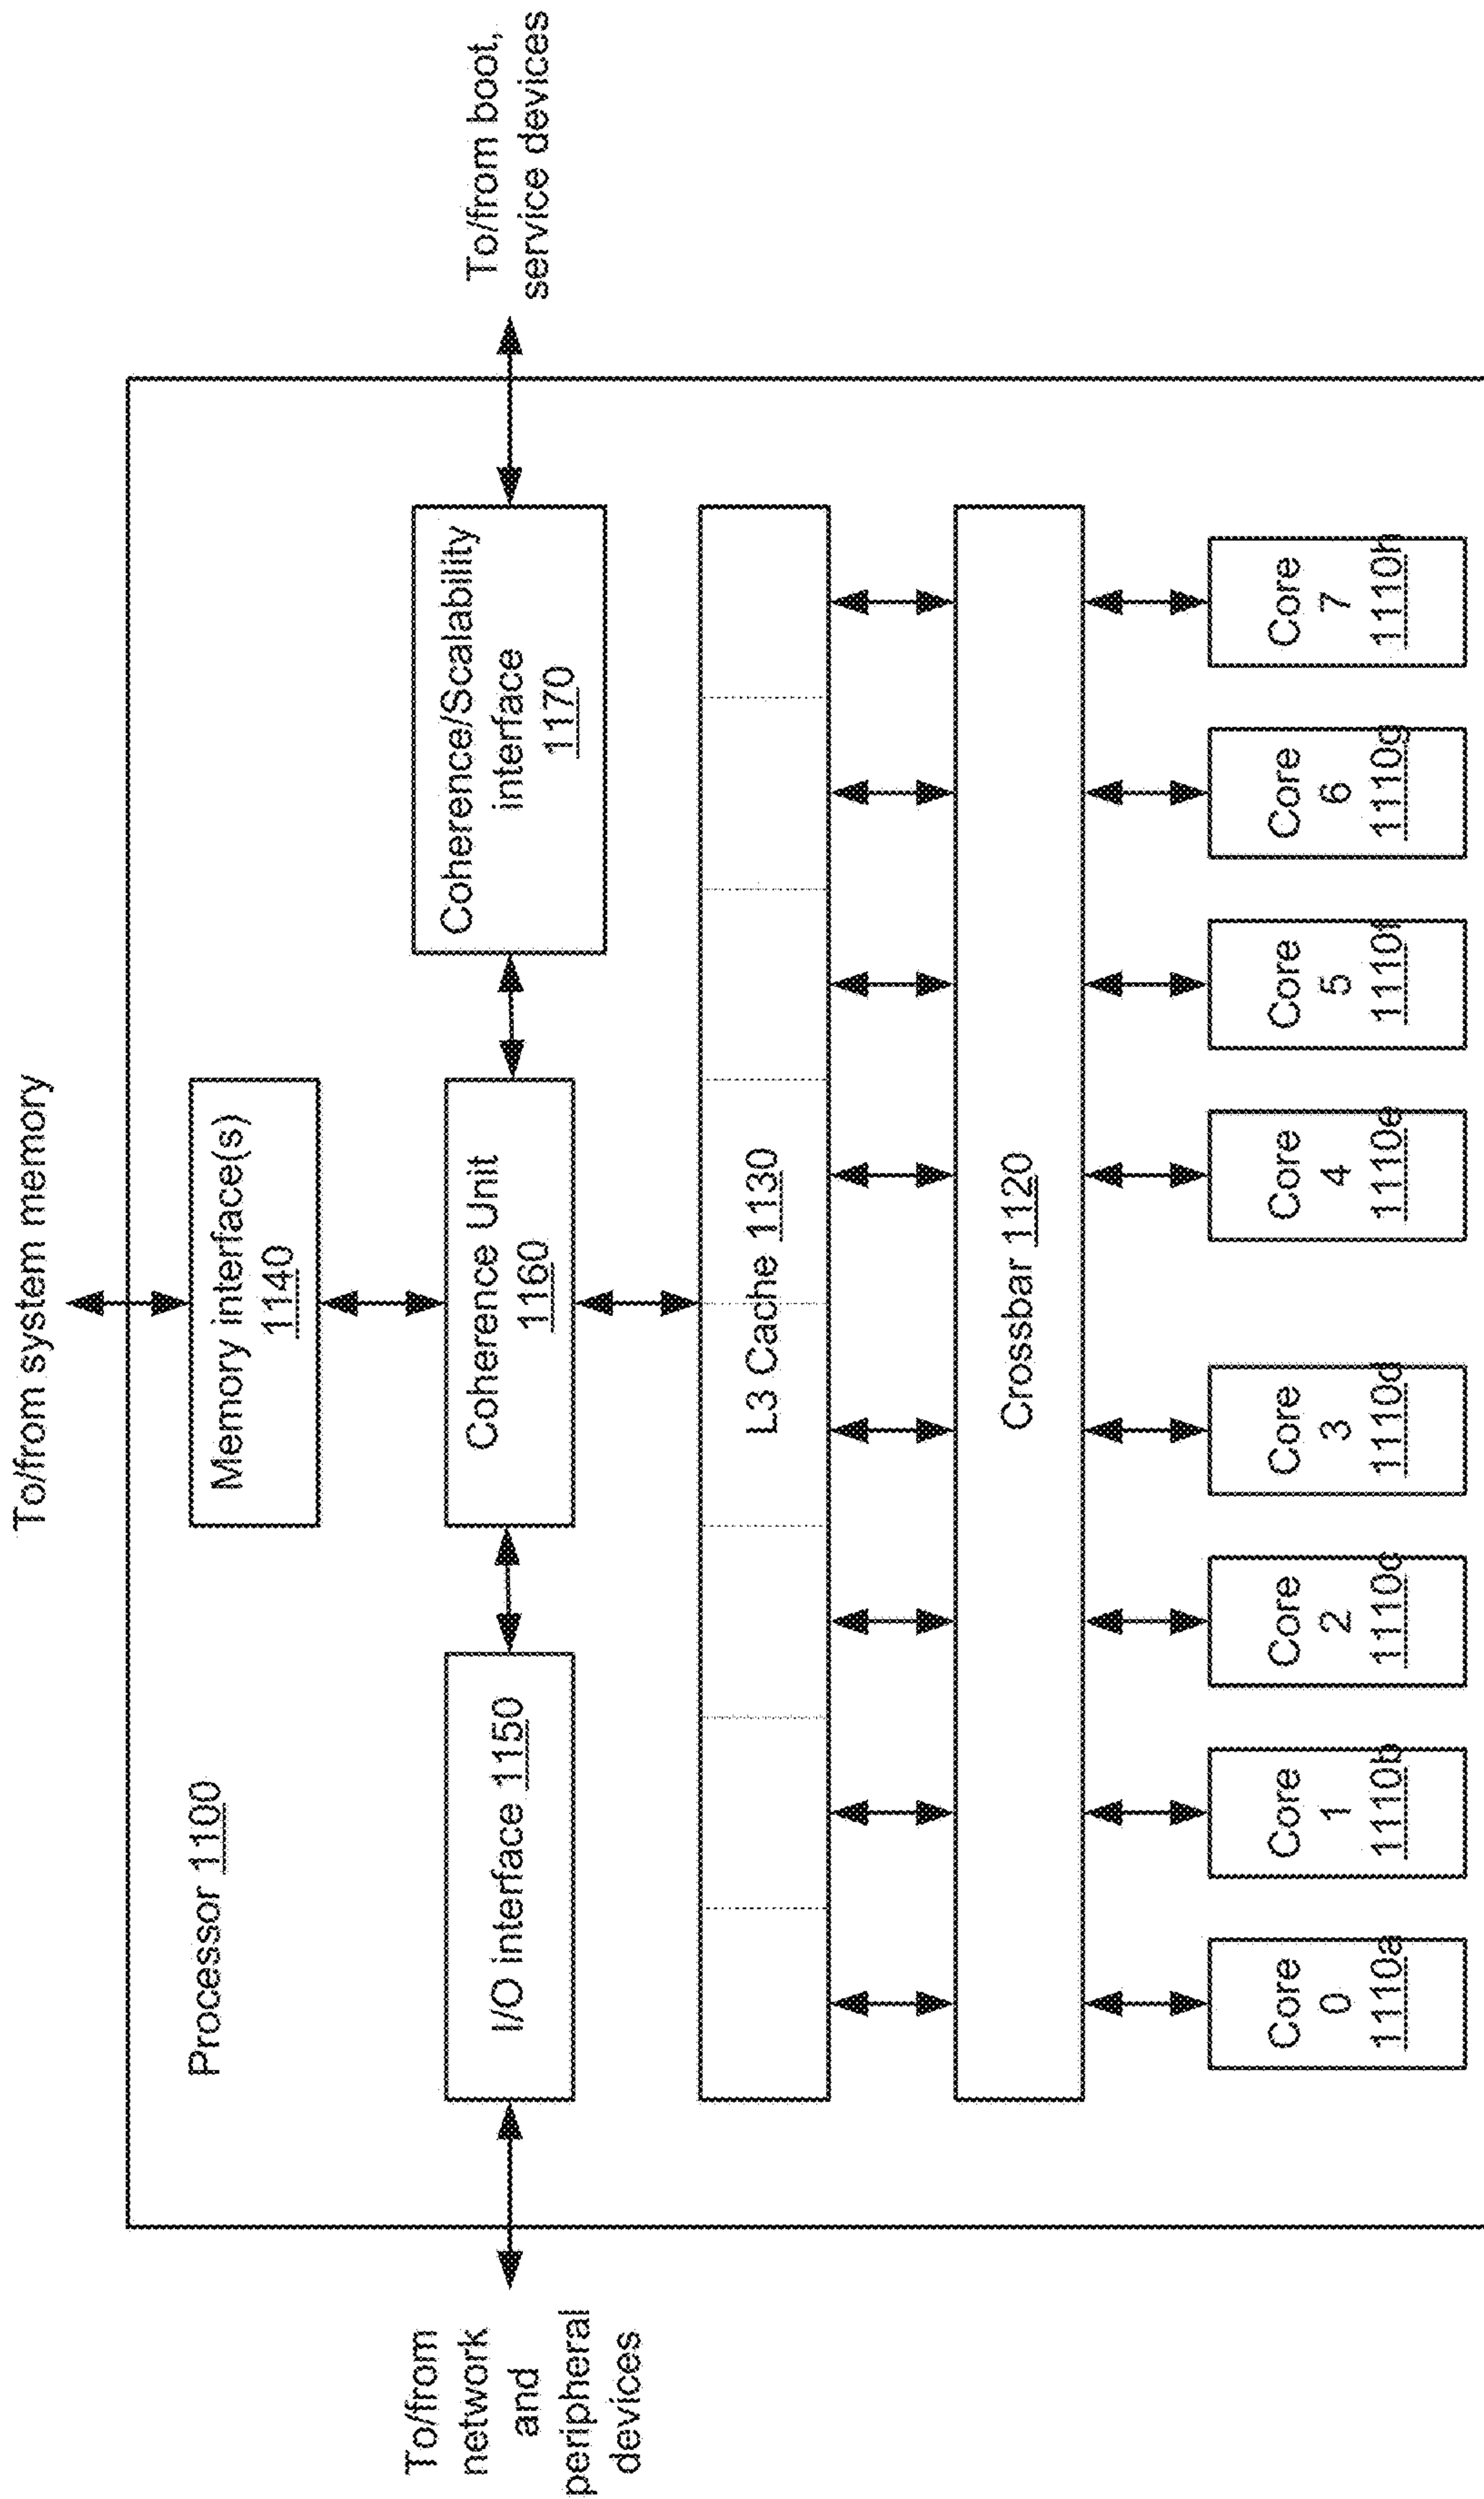 To/from system memory
Processor 1100
Memory interface(s)
1140
To/from
network
and
peripheral
devices
I/O interface 1150
Coherence Unit
1160
Coherence/Scalability
interface
1170
To/from boot,
service devices
L3 Cache 1130
Crossbar 1120
Core
0
1110a
Core
1
1110b
Core
2
1110c
Core
3
1110d
Core
4
1110e
Core
5
1110f
Core
6
1110g
Core
7
1110h